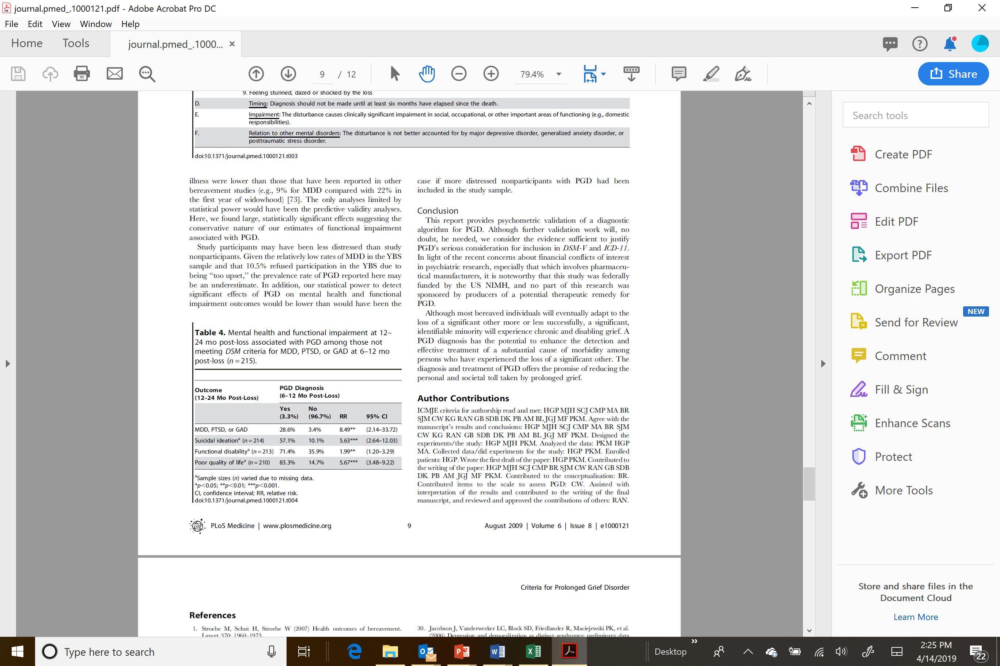 journal.pmed_.1000121.pdf - Adobe Acrobat Pro DC
File Edit View Window Help
Home Tools journal.pmed_.1000... ×
9 / 12 79.4% Share
9. Feeling stunned, dazed or shocked by the loss
D. Timing: Diagnosis should not be made until at least six months have elapsed since the death.
E. Impairment: The disturbance causes clinically significant impairment in social, occupational, or other important areas of functioning (e.g., domestic
responsibilities).
F. Relation to other mental disorders: The disturbance is not better accounted for by major depressive disorder, generalized anxiety disorder, or
posttraumatic stress disorder.
doi:10.1371/journal.pmed.1000121.t003
illness were lower than those that have been reported in other
bereavement studies (e.g., 9% for MDD compared with 22% in
the first year of widowhood) [73]. The only analyses limited by
statistical power would have been the predictive validity analyses.
Here, we found large, statistically significant effects suggesting the
conservative nature of our estimates of functional impairment
associated with PGD.
Study participants may have been less distressed than study
nonparticipants. Given the relatively low rates of MDD in the YBS
sample and that 10.5% refused participation in the YBS due to
being “too upset,’’ the prevalence rate of PGD reported here may
be an underestimate. In addition, our statistical power to detect
significant effects of PGD on mental health and functional
impairment outcomes would be lower than would have been the
Table 4. Mental health and functional impairment at 12–
24 mo post-loss associated with PGD among those not
meeting DSM criteria for MDD, PTSD, or GAD at 6–12 mo
post-loss (n = 215).
Outcome
(12–24 Mo Post-Loss)
PGD Diagnosis
(6–12 Mo Post-Loss)
Yes
(3.3%)
No
(96.7%) RR 95% CI
MDD, PTSD, or GAD 28.6% 3.4% 8.49** (2.14–33.72)
Suicidal ideationᵃ (n = 214) 57.1% 10.1% 5.63*** (2.64–12.03)
Functional disabilityᵃ (n = 213) 71.4% 35.9% 1.99** (1.20–3.29)
Poor quality of lifeᵃ (n = 210) 83.3% 14.7% 5.67*** (3.48–9.22)
ᵃSample sizes (n) varied due to missing data.
*p<0.05; **p<0.01; ***p<0.001.
CI, confidence interval; RR, relative risk.
doi:10.1371/journal.pmed.1000121.t004
case if more distressed nonparticipants with PGD had been
included in the study sample.
Conclusion
This report provides psychometric validation of a diagnostic
algorithm for PGD. Although further validation work will, no
doubt, be needed, we consider the evidence sufficient to justify
PGD’s serious consideration for inclusion in DSM-V and ICD-11.
In light of the recent concerns about financial conflicts of interest
in psychiatric research, especially that which involves pharmaceu-
tical manufacturers, it is noteworthy that this study was federally
funded by the US NIMH, and no part of this research was
sponsored by producers of a potential therapeutic remedy for
PGD.
Although most bereaved individuals will eventually adapt to the
loss of a significant other more or less successfully, a significant,
identifiable minority will experience chronic and disabling grief. A
PGD diagnosis has the potential to enhance the detection and
effective treatment of a substantial cause of morbidity among
persons who have experienced the loss of a significant other. The
diagnosis and treatment of PGD offers the promise of reducing the
personal and societal toll taken by prolonged grief.
Author Contributions
ICMJE criteria for authorship read and met: HGP MJH SCJ CMP MA BR
SJM CW KG RAN GB SDB DK PB AM BL JGJ MF PKM. Agree with the
manuscript’s results and conclusions: HGP MJH SCJ CMP MA BR SJM
CW KG RAN GB SDB DK PB AM BL JGJ MF PKM. Designed the
experiments/the study: HGP MJH PKM. Analyzed the data: PKM HGP
MA. Collected data/did experiments for the study: HGP PKM. Enrolled
patients: HGP. Wrote the first draft of the paper: HGP PKM. Contributed to
the writing of the paper: HGP MJH SCJ CMP BR SJM CW RAN GB SDB
DK PB AM JGJ MF PKM. Contributed to the conceptualisation: BR.
Contributed items to the scale to assess PGD: CW. Assisted with
interpretation of the results and contributed to the writing of the final
manuscript, and reviewed and approved the contributions of others: RAN.
PLoS Medicine | www.plosmedicine.org 9 August 2009 | Volume 6 | Issue 8 | e1000121
Criteria for Prolonged Grief Disorder
References
1. Stroebe M, Schut H, Stroebe W (2007) Health outcomes of bereavement.
Lancet 370: 1960–1973.
30. Jacobson J, Vanderwerker LC, Block SD, Friedlander R, Maciejewski PK, et al.
(2006) Depression and demoralization as distinct syndromes: preliminary data
Search tools
Create PDF
Combine Files
Edit PDF
Export PDF
Organize Pages
NEW
Send for Review
Comment
Fill & Sign
Enhance Scans
Protect
More Tools
Store and share files in the
Document Cloud
Learn More
Type here to search
Desktop
2:25 PM
4/14/2019
22